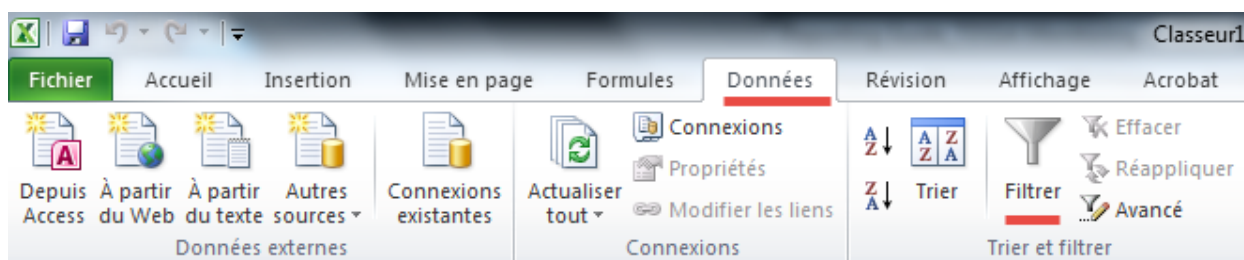 Classeur1
Fichier Accueil Insertion Mise en page Formules Données Révision Affichage Acrobat
Depuis Access
À partir du Web
À partir du texte
Autres sources
Connexions existantes
Données externes
Actualiser tout
Connexions
Propriétés
Modifier les liens
Connexions
Trier
Filtrer
Effacer
Réappliquer
Avancé
Trier et filtrer